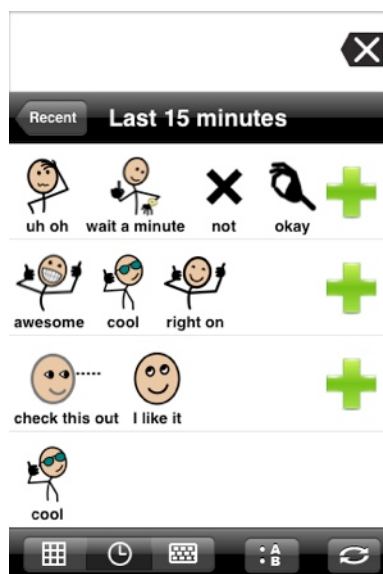 Recent Last 15 minutes
uh oh wait a minute not okay
awesome cool right on
check this out I like it
cool
A
B